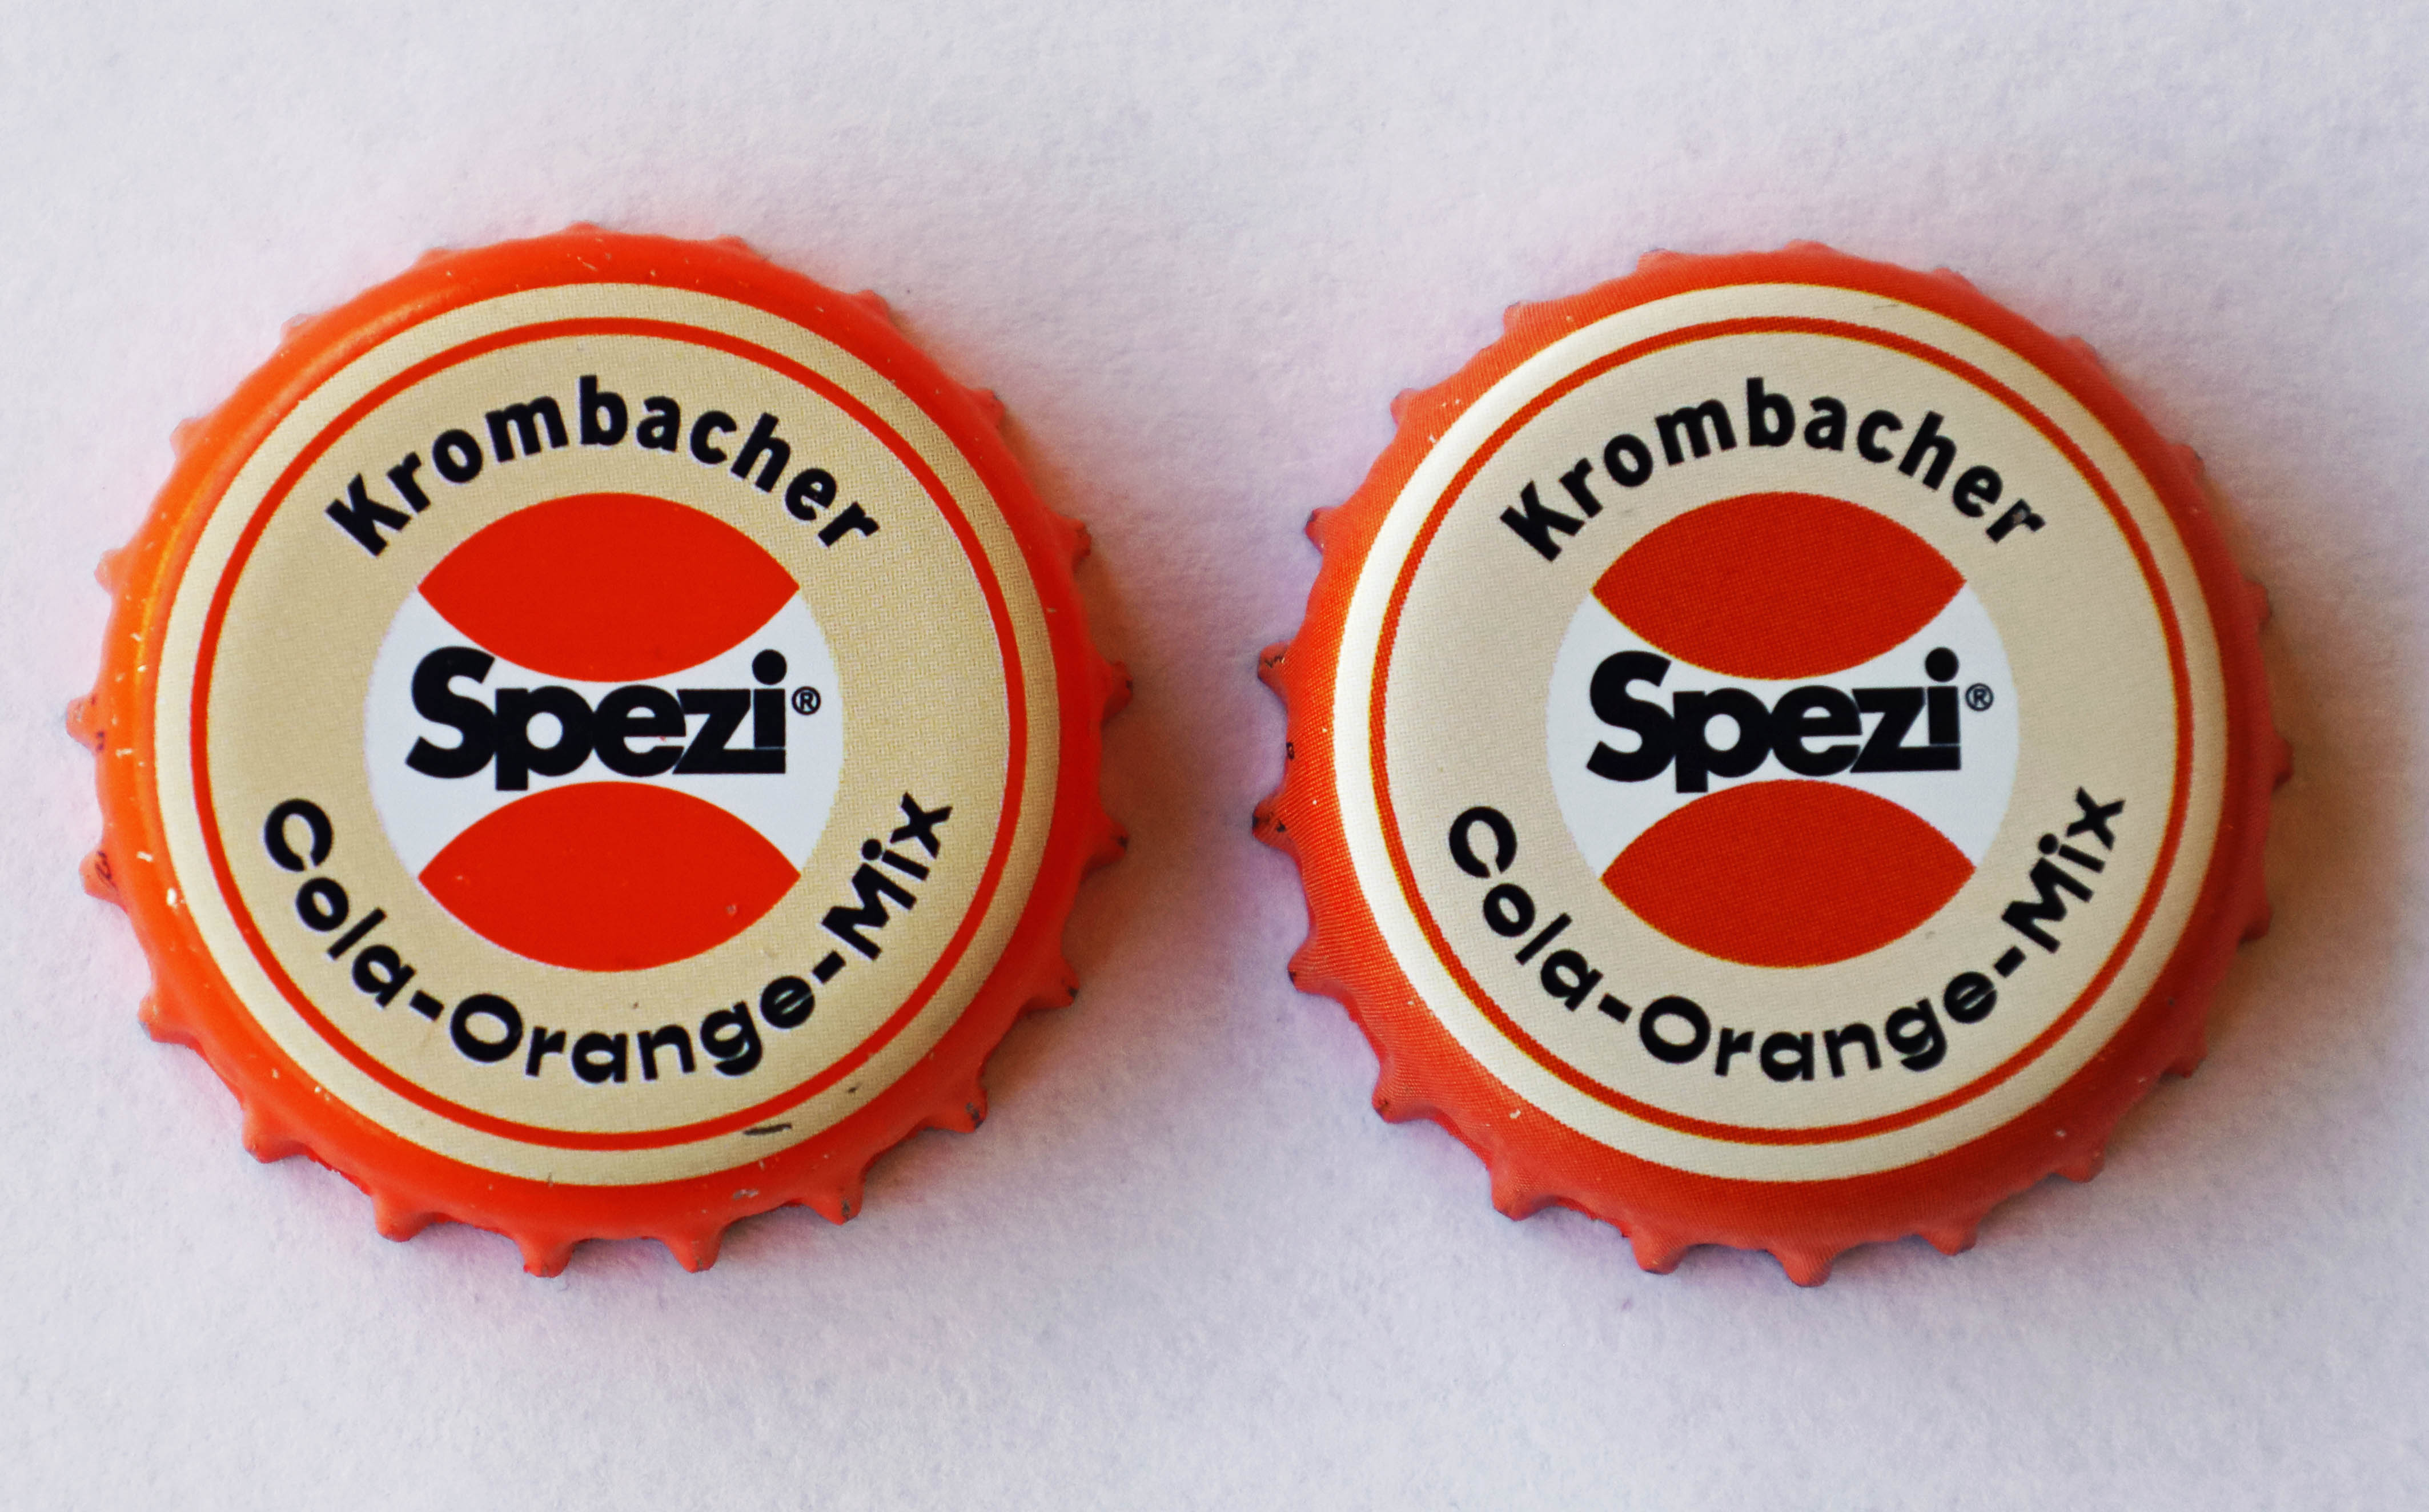 Krombacher
Spezi®
Cola-Orange-Mix
Krombacher
Spezi®
Cola-Orange-Mix